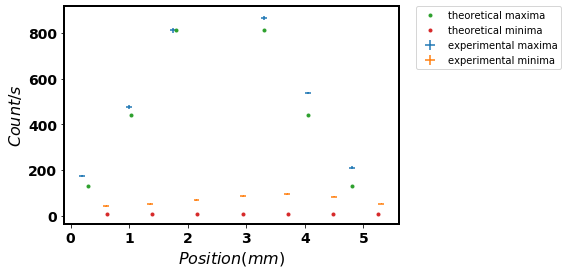 theoretical maxima
theoretical minima
experimental maxima
experimental minima
800
600
400
200
0
Count/s
0 1 2 3 4 5
Position(mm)